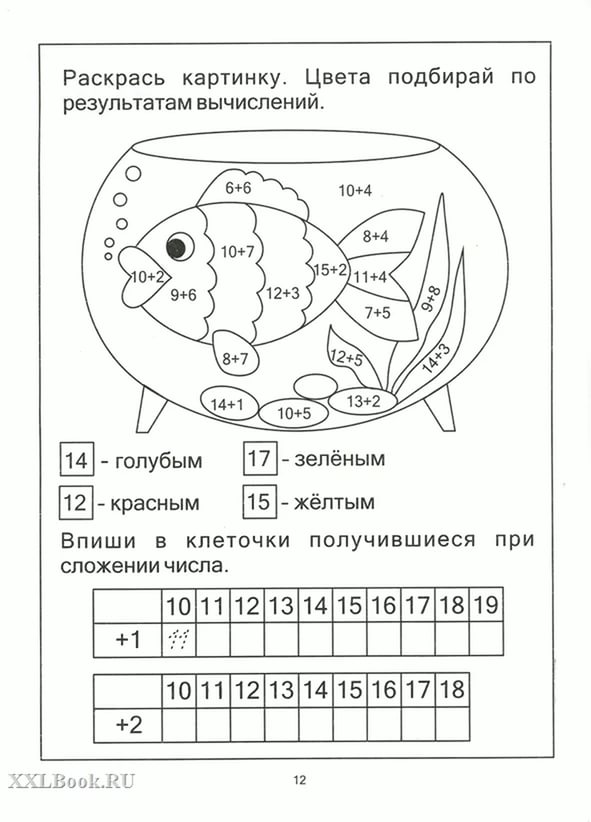 Раскрась картинку. Цвета подбирай по
результатам вычислений.
6+6
10+4
8+4
10+7
15+2
11+4
10+2
9+6
12+3
7+5
9+8
8+7
12+5
14+3
14+1
10+5
13+2
14 - голубым
17 - зелёным
12 - красным
15 - жёлтым
Впиши в клеточки получившиеся при
сложении числа.
10 11 12 13 14 15 16 17 18 19
+1 11
10 11 12 13 14 15 16 17 18
+2
XXLBook.RU
12